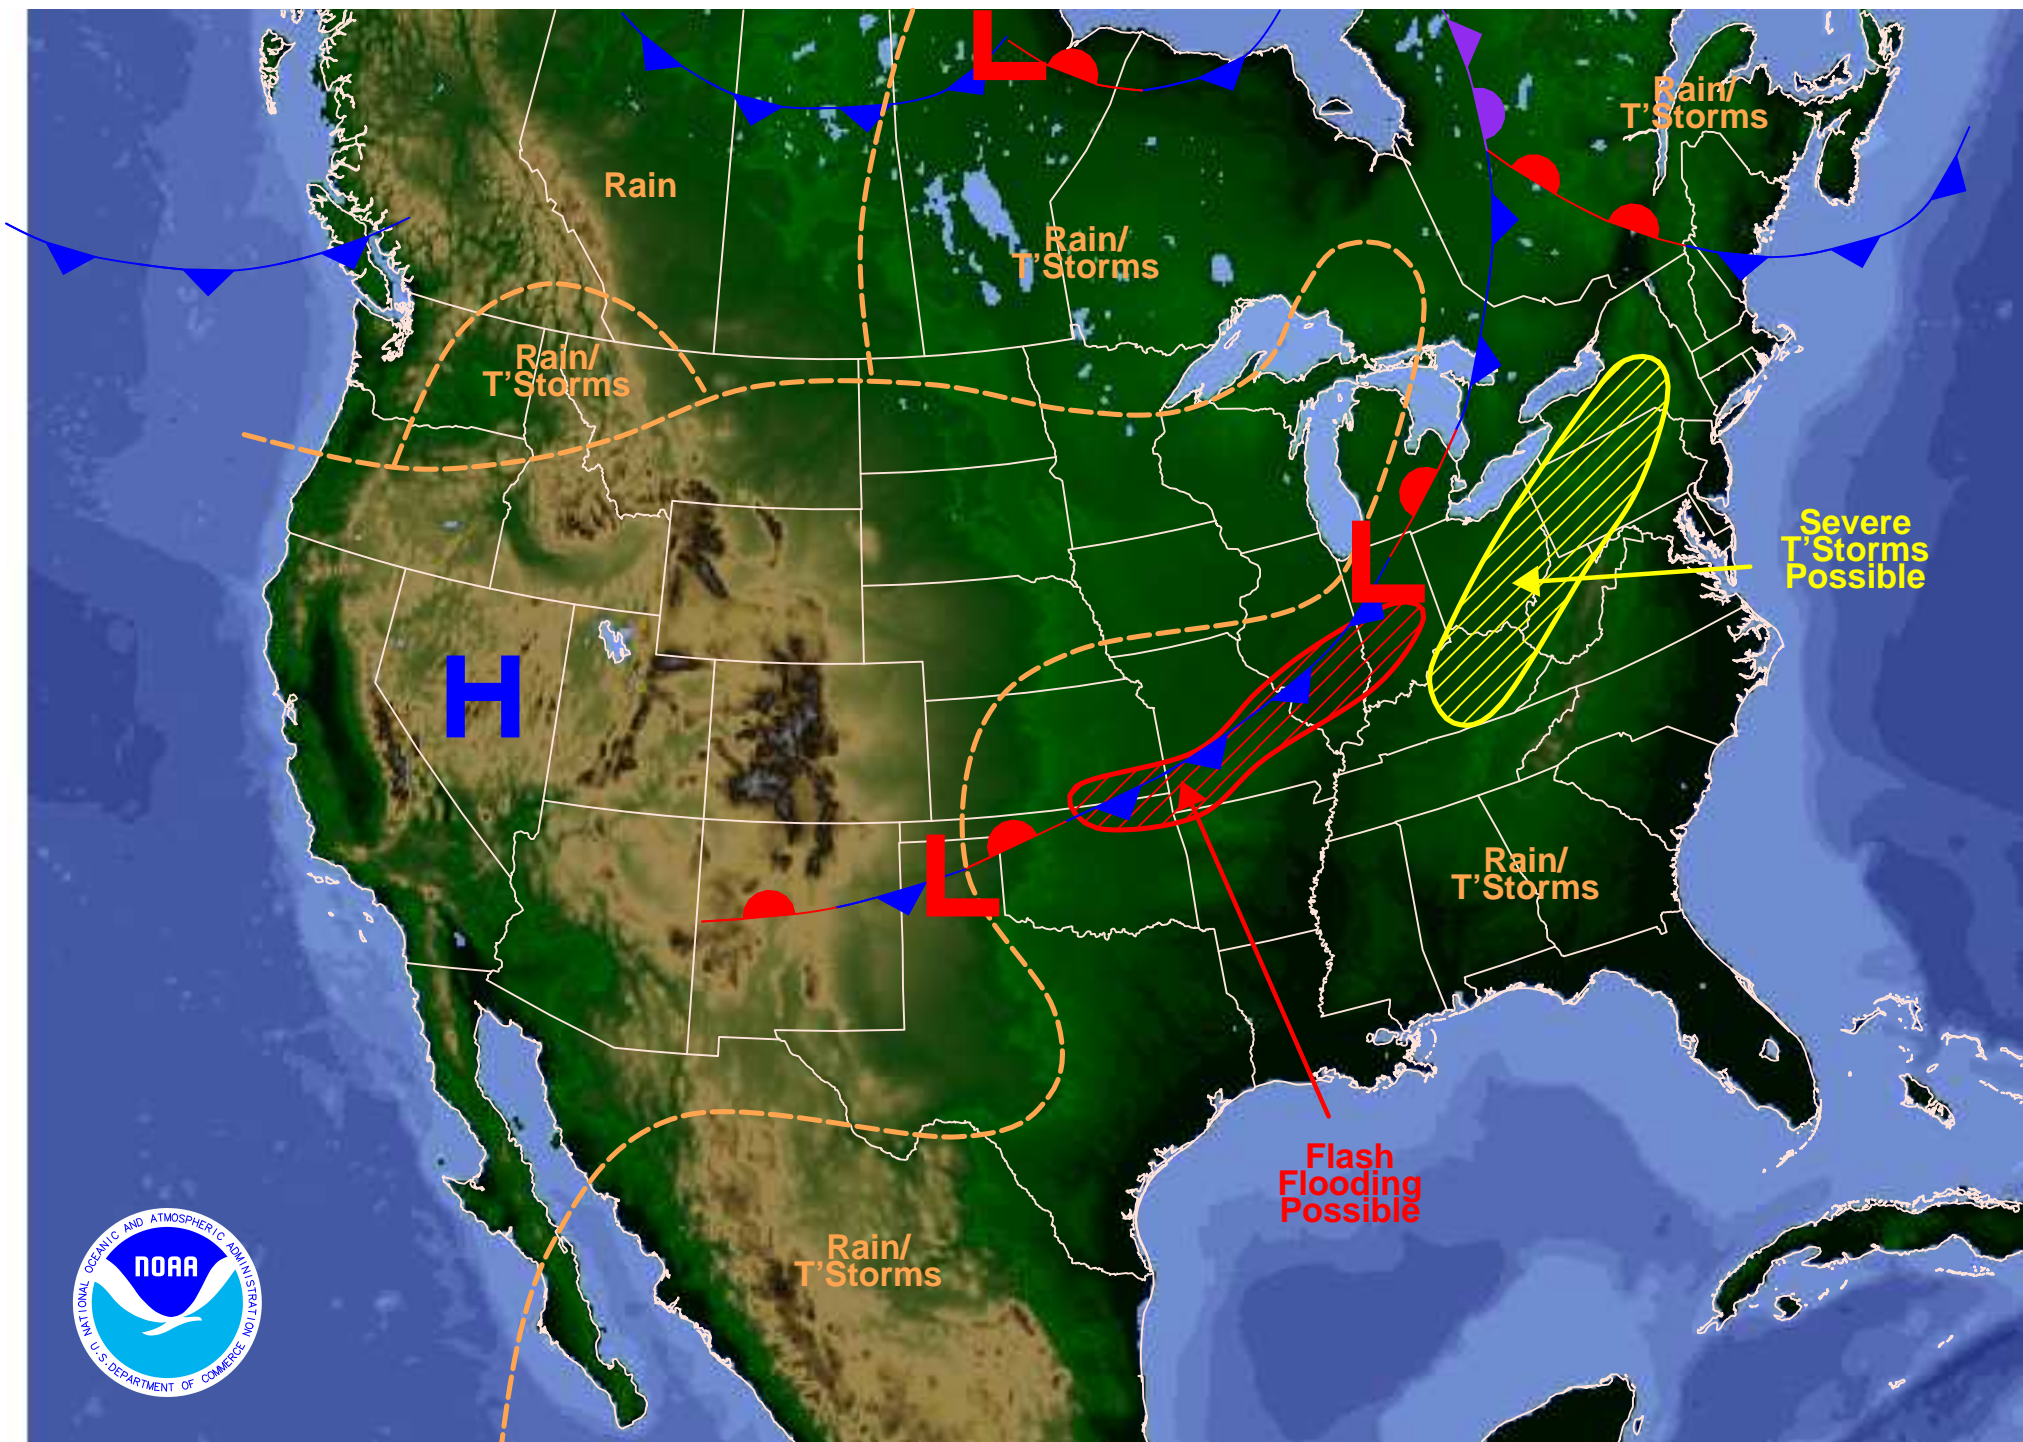 L
Rain/
T'Storms
Rain
Rain/
T'Storms
Rain/
T'Storms
Severe
T'Storms
Possible
L
H
L
Rain/
T'Storms
Flash
Flooding
Possible
Rain/
T'Storms
NATIONAL OCEANIC AND ATMOSPHERIC ADMINISTRATION
NOAA
U.S. DEPARTMENT OF COMMERCE